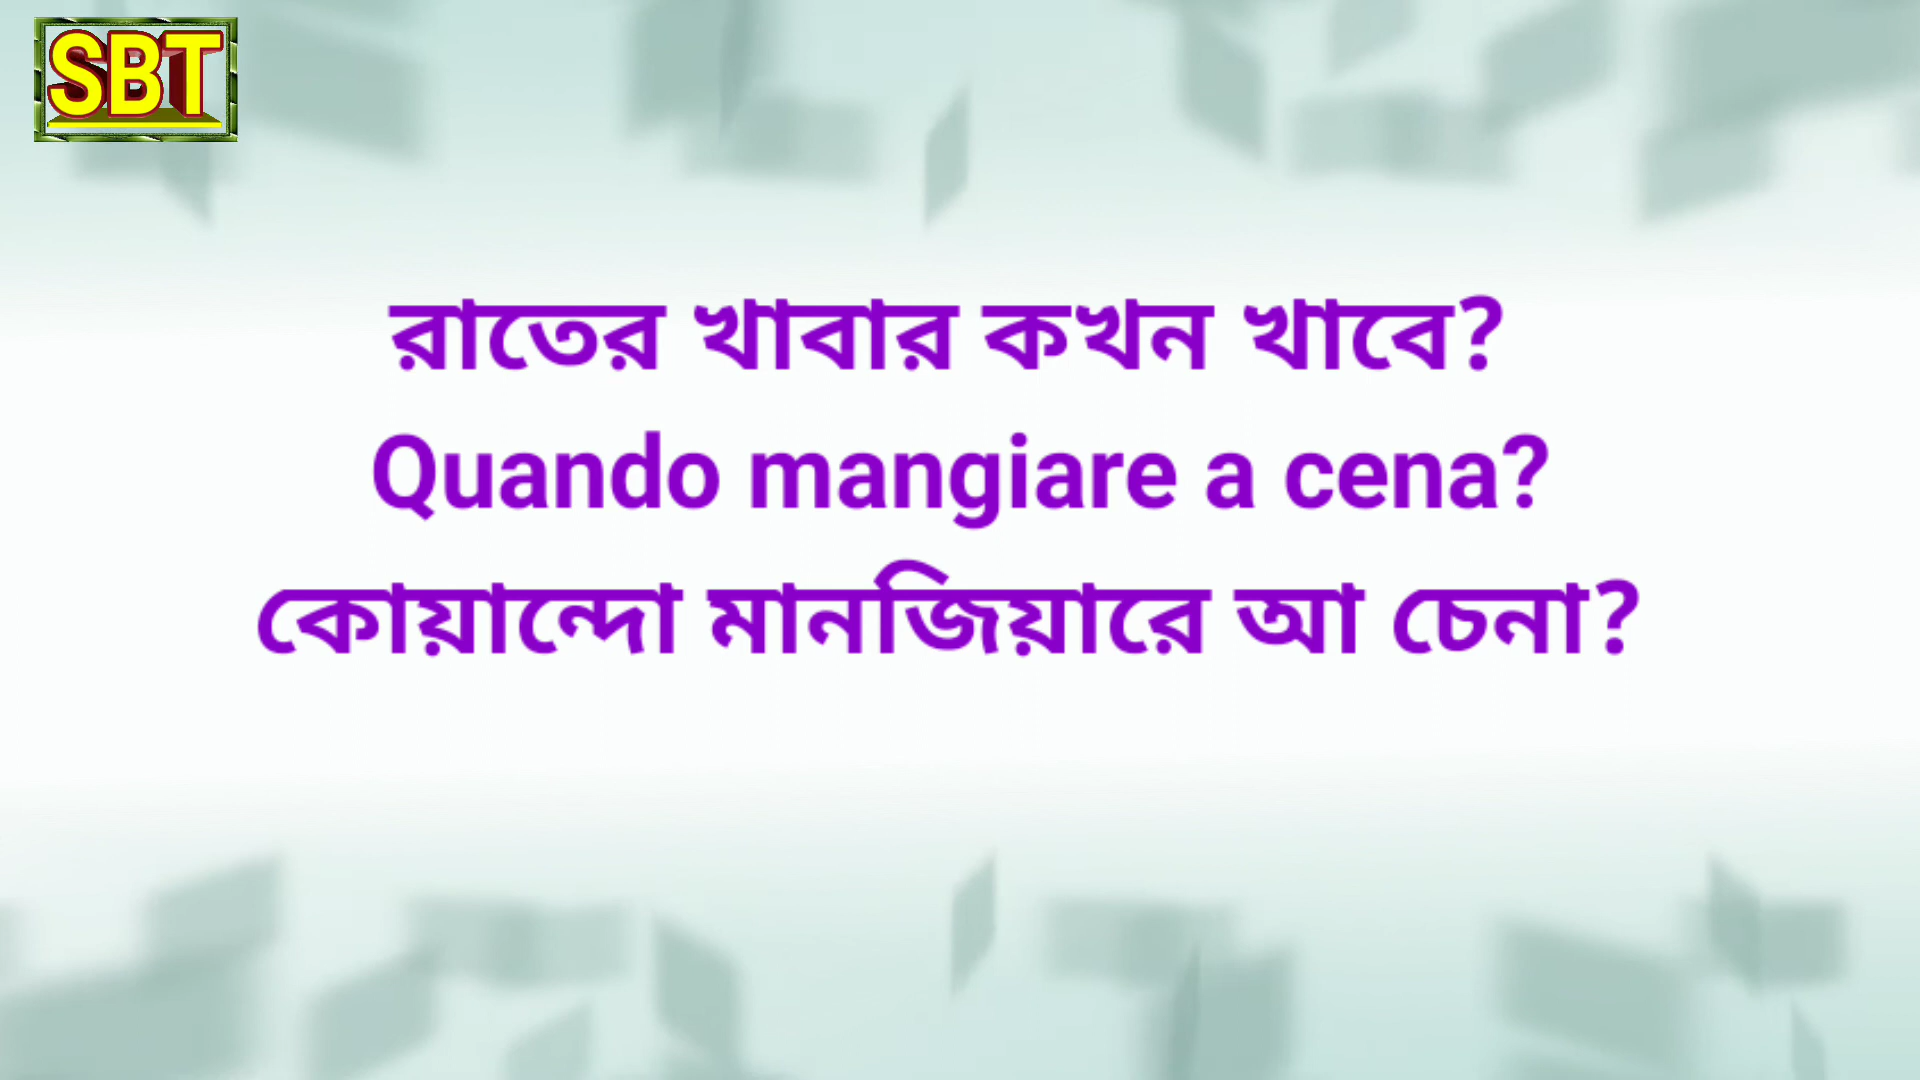 SBT
রাতের খাবার কখন খাবে?
Quando mangiare a cena?
কোয়ান্দো মানজিয়ারে আ চেনা?